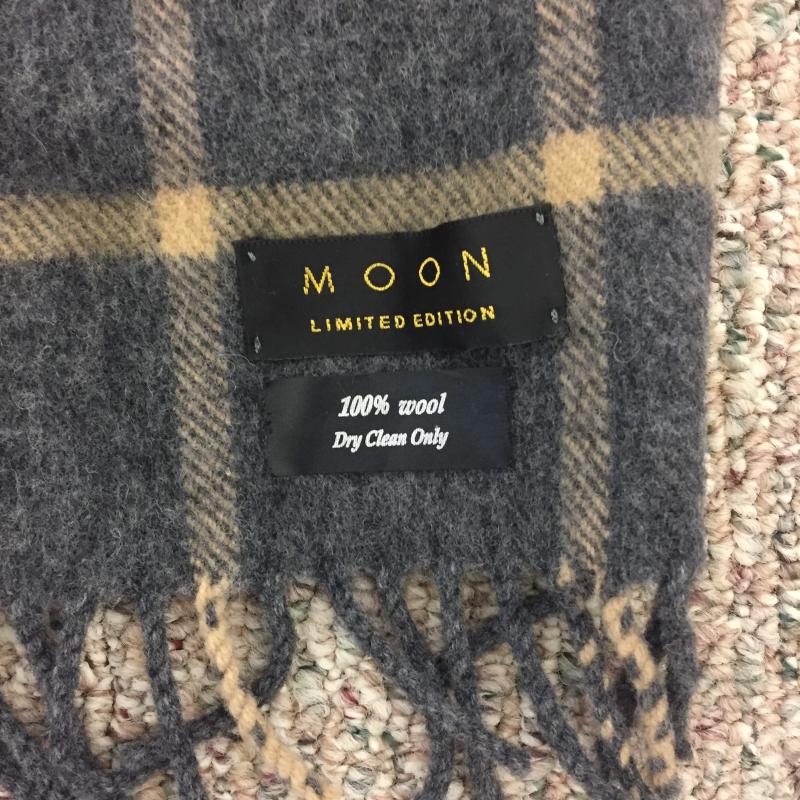 MOON
LIMITED EDITION
100% wool
Dry Clean Only